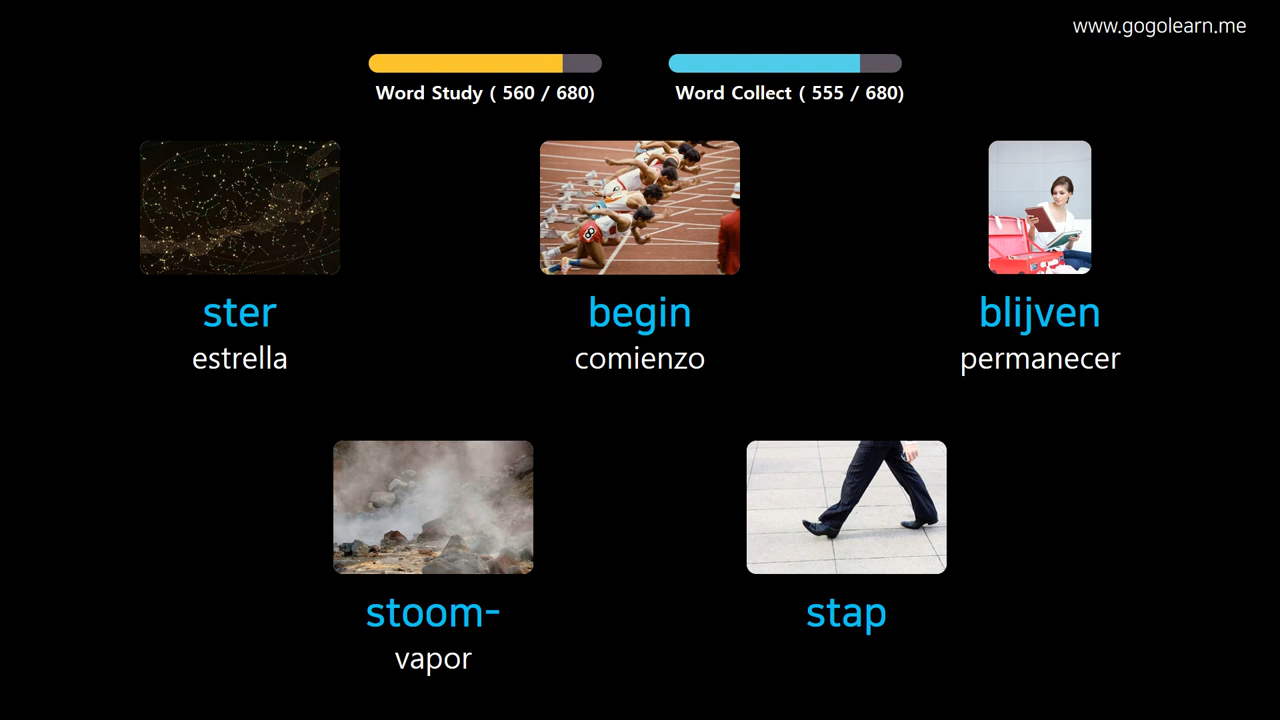 www.gogolearn.me
Word Study ( 560 / 680)
Word Collect ( 555 / 680)
ster
estrella
begin
comienzo
blijven
permanecer
stoom-
vapor
stap